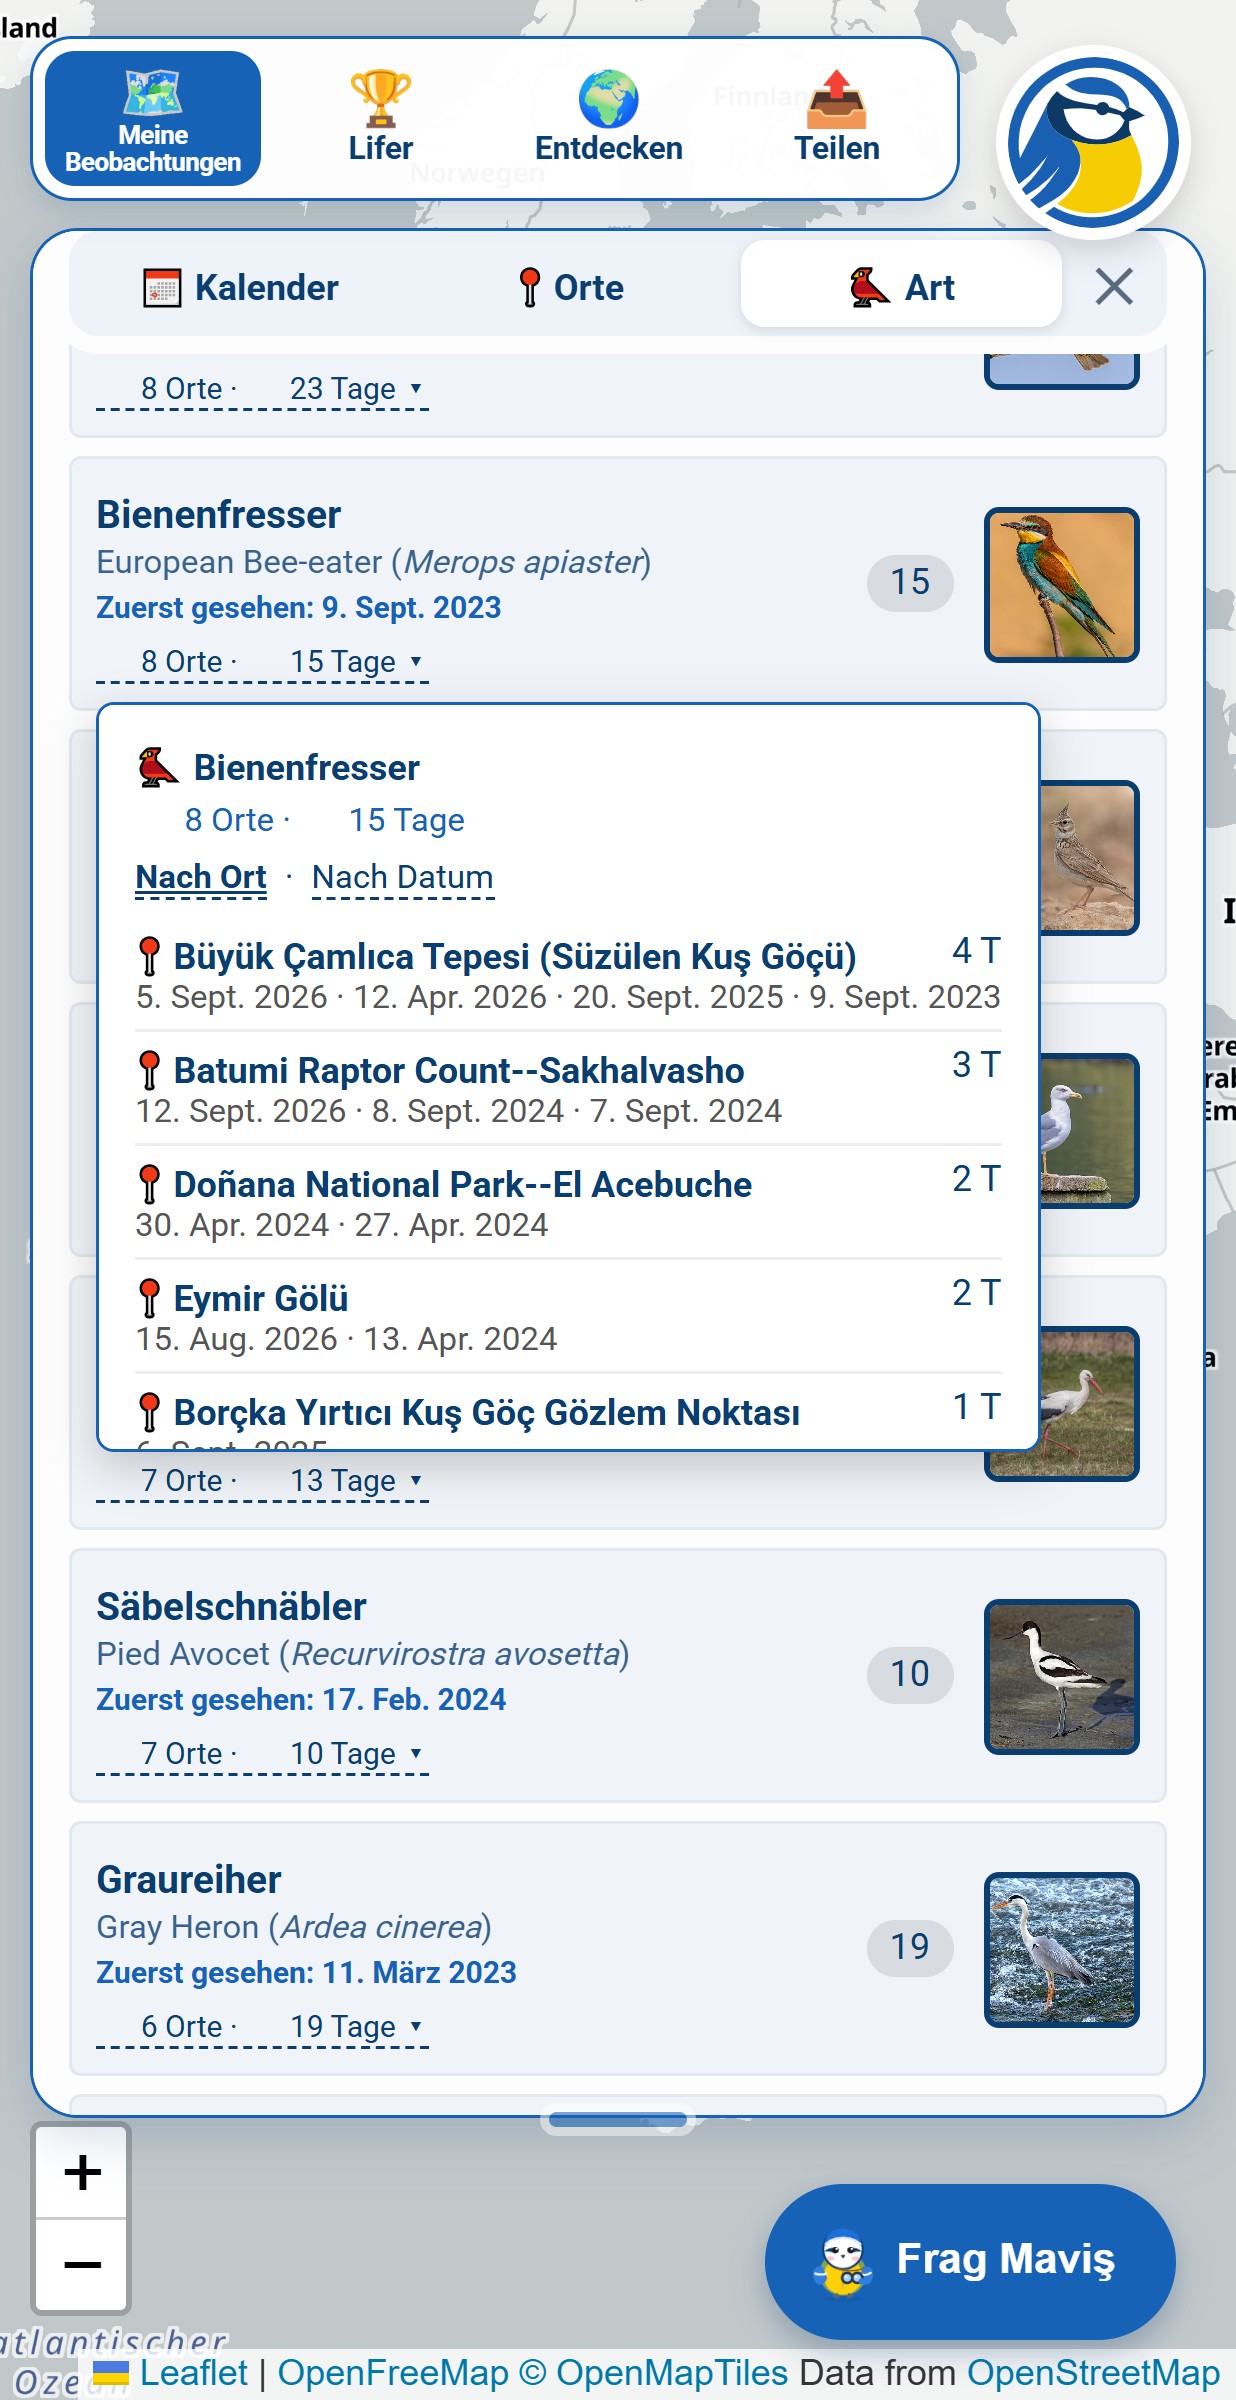 sland
Meine
Beobachtungen
Lifer
Entdecken
Teilen
Finnlan
Norwegen
Kalender
Orte
Art
8 Orte · 23 Tage ▾
Bienenfresser
European Bee-eater (Merops apiaster)
Zuerst gesehen: 9. Sept. 2023
15
8 Orte · 15 Tage ▾
Bienenfresser
8 Orte · 15 Tage
Nach Ort · Nach Datum
Büyük Çamlıca Tepesi (Süzülen Kuş Göçü) 4 T
5. Sept. 2026 · 12. Apr. 2026 · 20. Sept. 2025 · 9. Sept. 2023
Batumi Raptor Count--Sakhalvasho 3 T
12. Sept. 2026 · 8. Sept. 2024 · 7. Sept. 2024
Doñana National Park--El Acebuche 2 T
30. Apr. 2024 · 27. Apr. 2024
Eymir Gölü 2 T
15. Aug. 2026 · 13. Apr. 2024
Borçka Yırtıcı Kuş Göç Gözlem Noktası 1 T
6. Sept. 2025
7 Orte · 13 Tage ▾
Säbelschnäbler
Pied Avocet (Recurvirostra avosetta)
Zuerst gesehen: 17. Feb. 2024
10
7 Orte · 10 Tage ▾
Graureiher
Gray Heron (Ardea cinerea)
Zuerst gesehen: 11. März 2023
19
6 Orte · 19 Tage ▾
+
−
Frag Maviş
atlantischer
Oze
Leaflet | OpenFreeMap © OpenMapTiles Data from OpenStreetMap